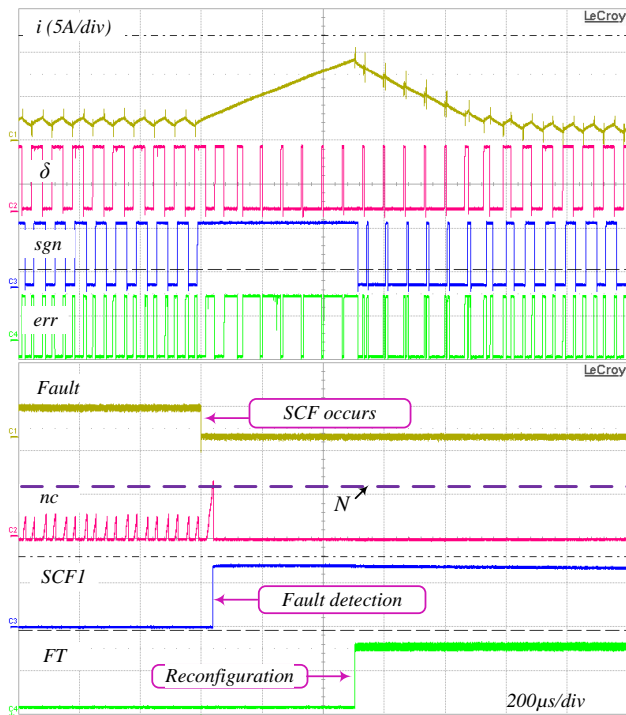 LeCroy
i (5A/div)
C1
δ
C2
sgn
C3
err
C4
LeCroy
Fault
SCF occurs
C1
nc
N
C2
SCF1
Fault detection
C3
FT
Reconfiguration
200µs/div
C4